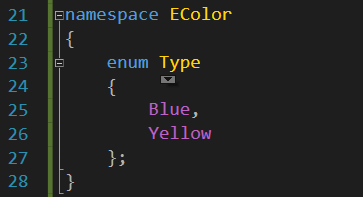 21 namespace EColor
22 {
23 enum Type
24 {
25 Blue,
26 Yellow
27 };
28 }